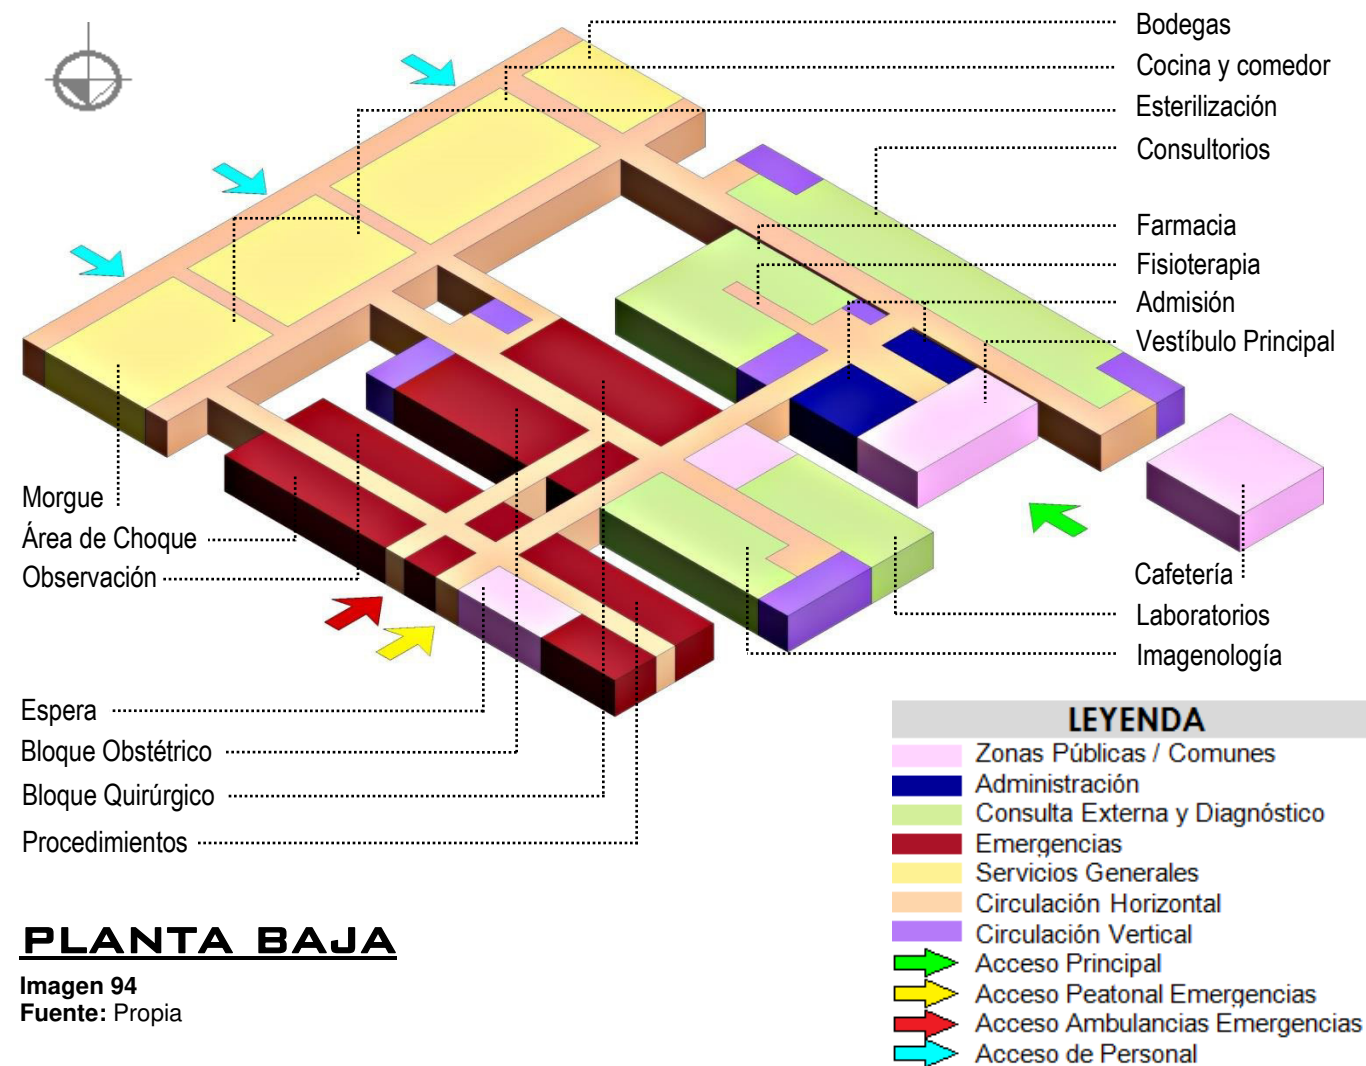 Bodegas
Cocina y comedor
Esterilización
Consultorios
Farmacia
Fisioterapia
Admisión
Vestíbulo Principal
Morgue
Área de Choque
Observación
Cafetería
Laboratorios
Imagenología
Espera
Bloque Obstétrico
Bloque Quirúrgico
Procedimientos
LEYENDA
Zonas Públicas / Comunes
Administración
Consulta Externa y Diagnóstico
Emergencias
Servicios Generales
Circulación Horizontal
Circulación Vertical
Acceso Principal
Acceso Peatonal Emergencias
Acceso Ambulancias Emergencias
Acceso de Personal
PLANTA BAJA
Imagen 94
Fuente: Propia